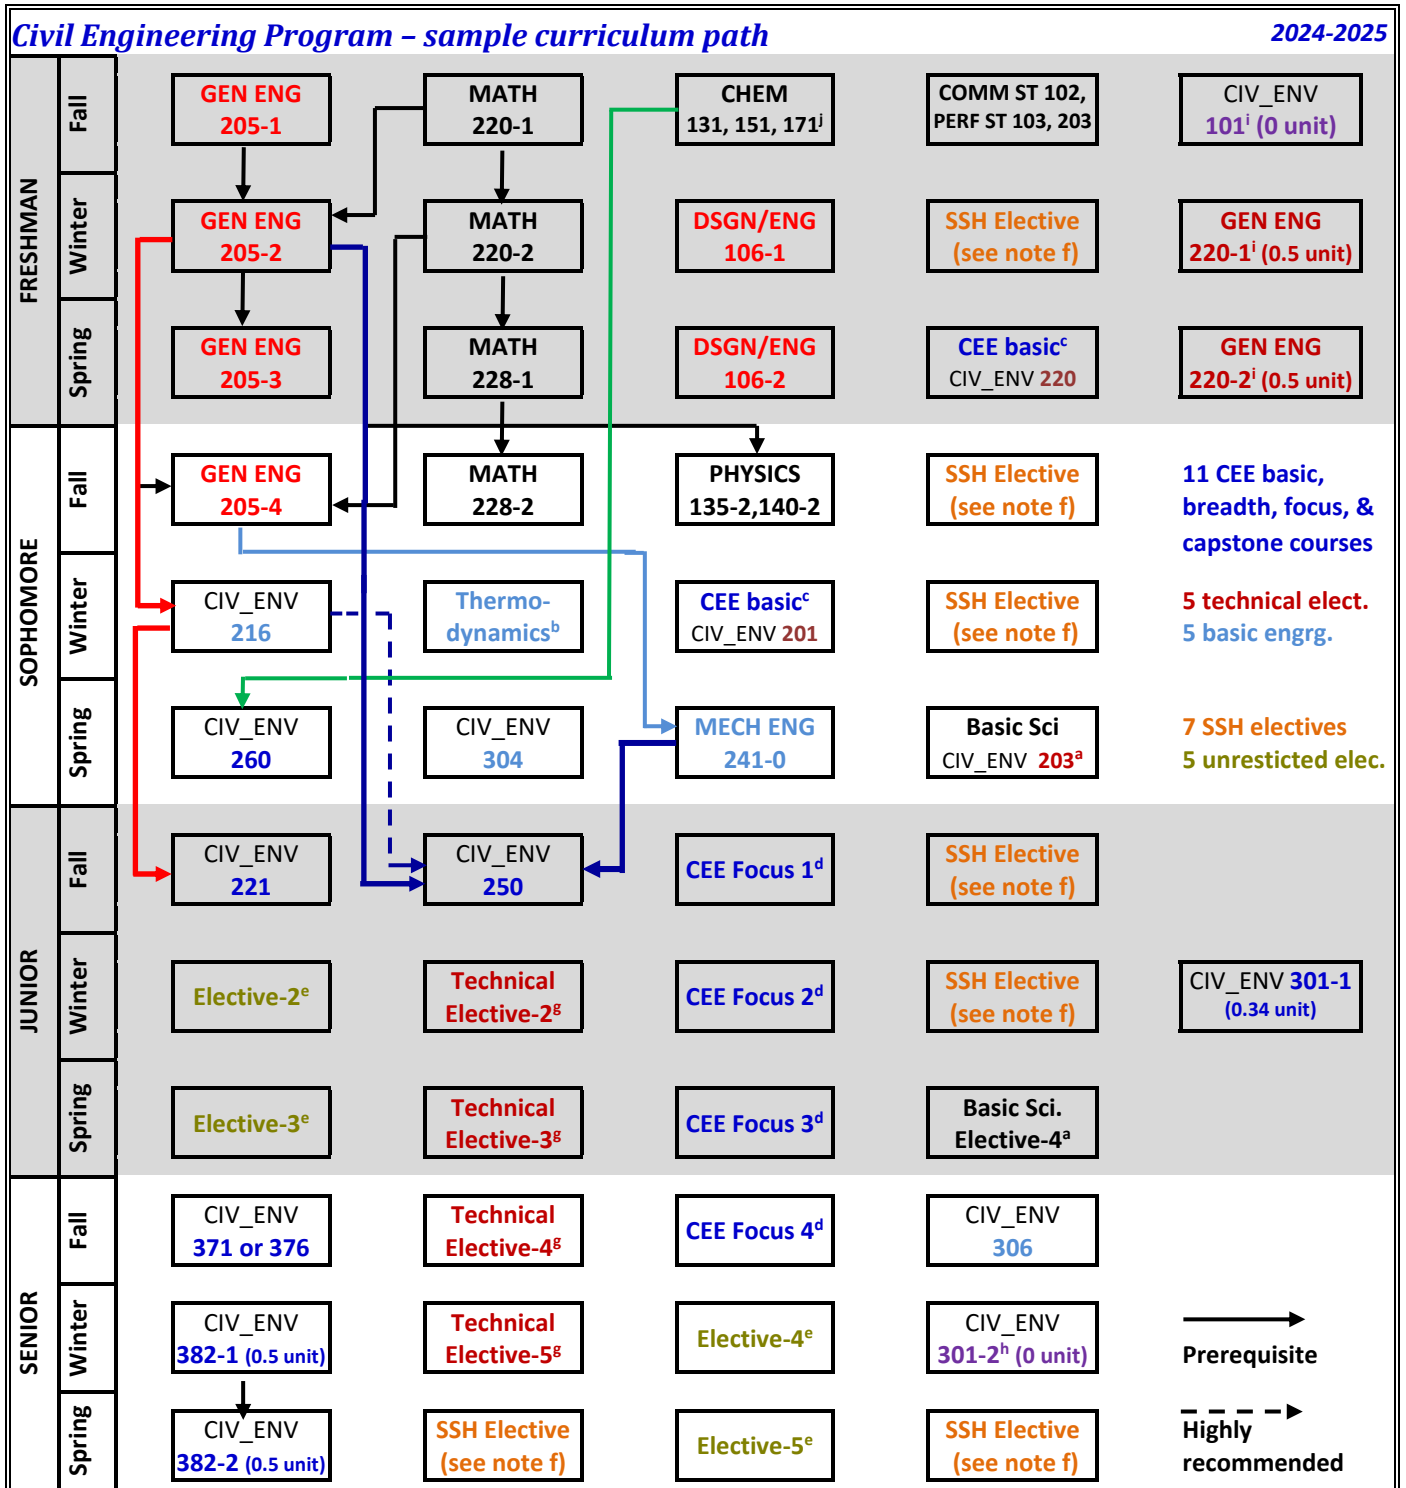 Civil Engineering Program – sample curriculum path
2024-2025
FRESHMAN
Fall
GEN ENG
205-1
MATH
220-1
CHEM
131, 151, 171j
COMM ST 102,
PERF ST 103, 203
CIV_ENV
101i (0 unit)
Winter
GEN ENG
205-2
MATH
220-2
DSGN/ENG
106-1
SSH Elective
(see note f)
GEN ENG
220-1i (0.5 unit)
Spring
GEN ENG
205-3
MATH
228-1
DSGN/ENG
106-2
CEE basicc
CIV_ENV 220
GEN ENG
220-2i (0.5 unit)
SOPHOMORE
Fall
GEN ENG
205-4
MATH
228-2
PHYSICS
135-2,140-2
SSH Elective
(see note f)
11 CEE basic,
breadth, focus, &
capstone courses
Winter
CIV_ENV
216
Thermo-
dynamicsb
CEE basicc
CIV_ENV 201
SSH Elective
(see note f)
5 technical elect.
5 basic engrg.
Spring
CIV_ENV
260
CIV_ENV
304
MECH ENG
241-0
Basic Sci
CIV_ENV 203a
7 SSH electives
5 unresticted elec.
JUNIOR
Fall
CIV_ENV
221
CIV_ENV
250
CEE Focus 1d
SSH Elective
(see note f)
Winter
Elective-2e
Technical
Elective-2g
CEE Focus 2d
SSH Elective
(see note f)
CIV_ENV 301-1
(0.34 unit)
Spring
Elective-3e
Technical
Elective-3g
CEE Focus 3d
Basic Sci.
Elective-4a
SENIOR
Fall
CIV_ENV
371 or 376
Technical
Elective-4g
CEE Focus 4d
CIV_ENV
306
Winter
CIV_ENV
382-1 (0.5 unit)
Technical
Elective-5g
Elective-4e
CIV_ENV
301-2h (0 unit)
Prerequisite
Spring
CIV_ENV
382-2 (0.5 unit)
SSH Elective
(see note f)
Elective-5e
SSH Elective
(see note f)
Highly
recommended